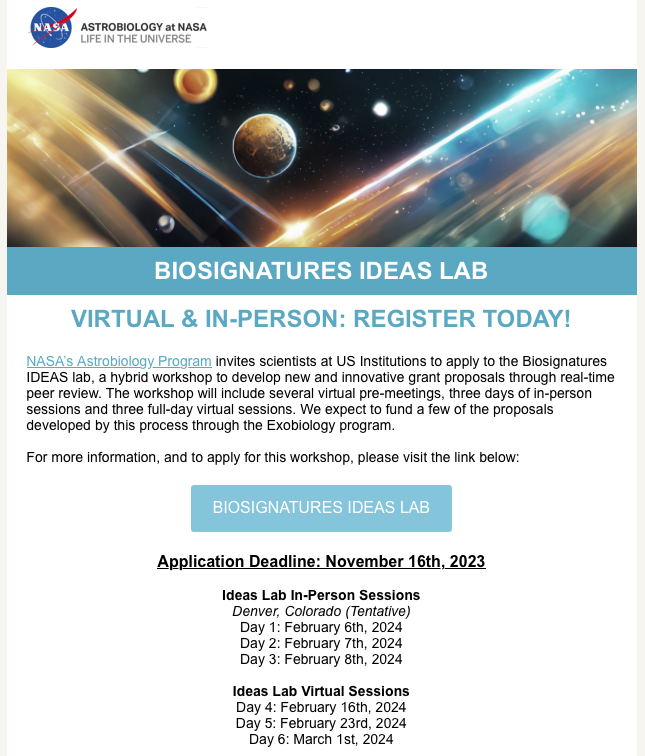 NASA
ASTROBIOLOGY at NASA
LIFE IN THE UNIVERSE
BIOSIGNATURES IDEAS LAB
VIRTUAL & IN-PERSON: REGISTER TODAY!
NASA's Astrobiology Program invites scientists at US Institutions to apply to the Biosignatures
IDEAS lab, a hybrid workshop to develop new and innovative grant proposals through real-time
peer review. The workshop will include several virtual pre-meetings, three days of in-person
sessions and three full-day virtual sessions. We expect to fund a few of the proposals
developed by this process through the Exobiology program.
For more information, and to apply for this workshop, please visit the link below:
BIOSIGNATURES IDEAS LAB
Application Deadline: November 16th, 2023
Ideas Lab In-Person Sessions
Denver, Colorado (Tentative)
Day 1: February 6th, 2024
Day 2: February 7th, 2024
Day 3: February 8th, 2024
Ideas Lab Virtual Sessions
Day 4: February 16th, 2024
Day 5: February 23rd, 2024
Day 6: March 1st, 2024